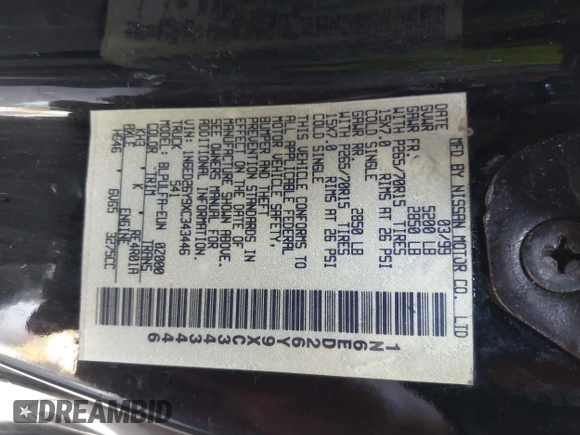 MFD BY NISSAN MOTOR CO., LTD
DATE 03/99
GVWR 5200 LB
GAWR FR 2650 LB
WITH P265/70R15 TIRES
15X7.0 RIMS AT 26 PSI
COLD SINGLE
GAWR RR 2850 LB
WITH P265/70R15 TIRES
15X7.0 RIMS AT 26 PSI
COLD SINGLE
THIS VEHICLE CONFORMS TO
ALL APPLICABLE FEDERAL
MOTOR VEHICLE SAFETY,
BUMPER AND THEFT
PREVENTION STANDARDS IN
EFFECT ON THE DATE OF
MANUFACTURE SHOWN ABOVE.
SEE OWNERS MANUAL FOR
ADDITIONAL INFORMATION
VIN: 1N6ED26Y9XC343446
TRUCK 541
MODEL: BLPULFA-EUN 02000
COLOR TRIM TRANS
KH3 K RE4R01A
BUL ENGINE
H246 6VG5 3275CC
1N6ED26Y9XC343446
DREAMBID